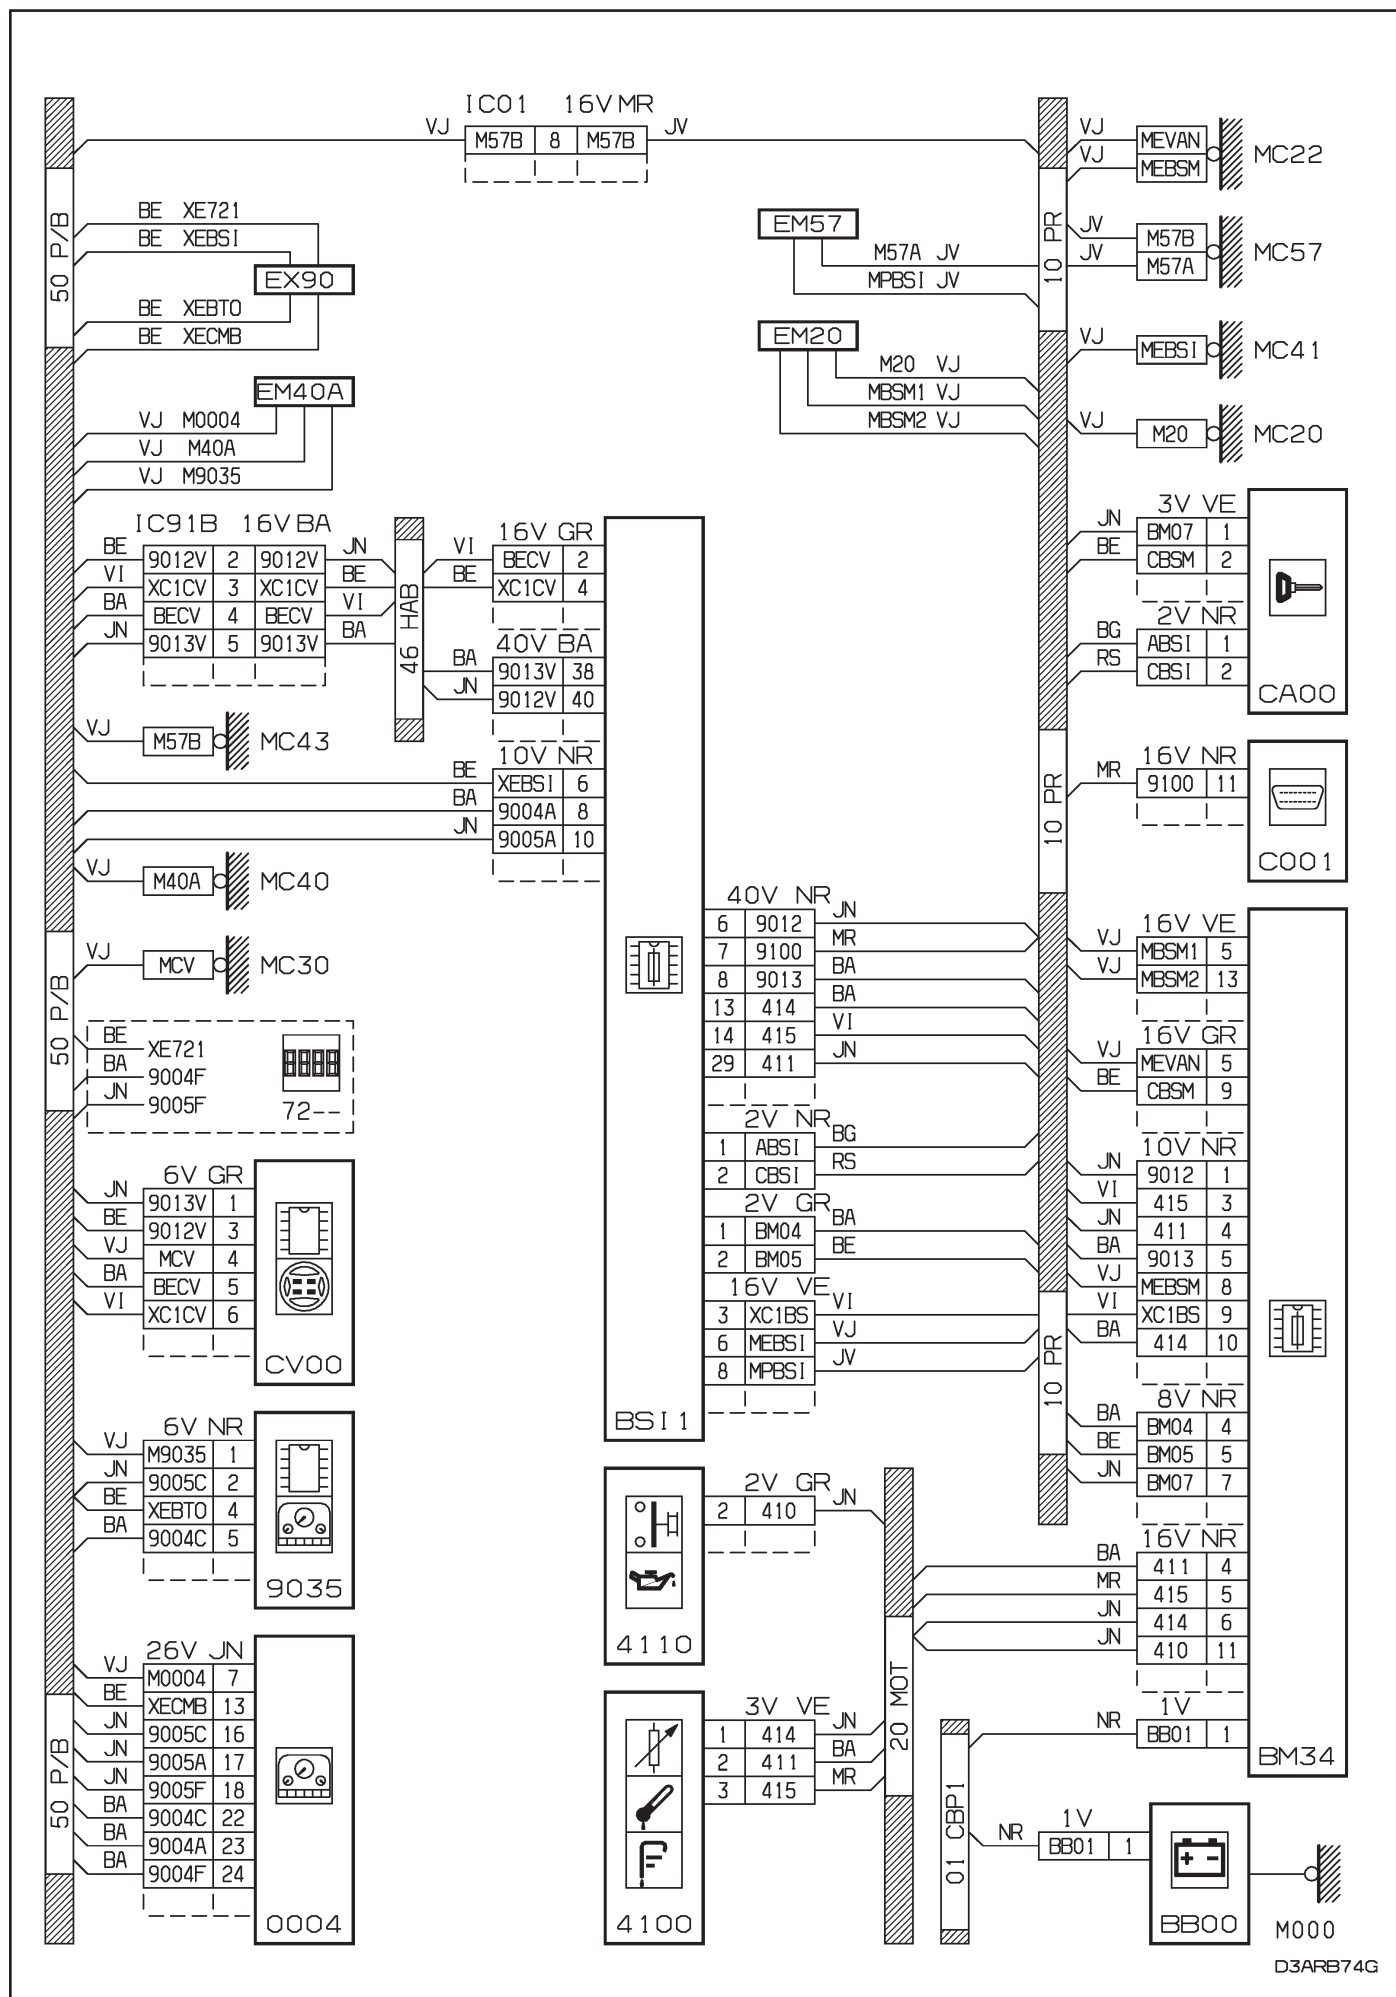 IC01 16V MR
VJ M57B 8 M57B JV
50 P/B
BE XE721
BE XEBSI
EX90
BE XEBTO
BE XECMB
EM40A
VJ M0004
VJ M40A
VJ M9035
IC91B 16V BA
BE 9012V 2 9012V JN
VI XC1CV 3 XC1CV BE
BA BECV 4 BECV VI
JN 9013V 5 9013V BA
46 HAB
VJ M57B MC43
VJ M40A MC40
50 P/B
VJ MCV MC30
BE XE721
BA 9004F
JN 9005F
72--
6V GR
JN 9013V 1
BE 9012V 3
VJ MCV 4
BA BECV 5
VI XC1CV 6
CV00
6V NR
VJ M9035 1
JN 9005C 2
BE XEBTO 4
BA 9004C 5
9035
50 P/B
26V JN
VJ M0004 7
BE XECMB 13
JN 9005C 16
JN 9005A 17
JN 9005F 18
BA 9004C 22
BA 9004A 23
BA 9004F 24
0004
16V GR
VI BECV 2
BE XC1CV 4
40V BA
BA 9013V 38
JN 9012V 40
10V NR
BE XEBSI 6
BA 9004A 8
JN 9005A 10
BSI1
40V NR
6 9012 JN
7 9100 MR
8 9013 BA
13 414 BA
14 415 VI
29 411 JN
2V NR
1 ABSI BG
2 CBSI RS
2V GR
1 BM04 BA
2 BM05 BE
16V VE
3 XC1BS VI
6 MEBSI VJ
8 MPBSI JV
4110
2V GR
2 410 JN
4100
3V VE
1 414 JN
2 411 BA
3 415 MR
20 MOT
EM57
M57A JV
MPBSI JV
EM20
M20 VJ
MBSM1 VJ
MBSM2 VJ
10 PR
10 PR
10 PR
VJ MEVAN
VJ MEBSM
MC22
JV M57B
JV M57A
MC57
VJ MEBSI MC41
VJ M20 MC20
3V VE
JN BM07 1
BE CBSM 2
2V NR
BG ABSI 1
RS CBSI 2
CA00
16V NR
MR 9100 11
C001
16V VE
VJ MBSM1 5
VJ MBSM2 13
16V GR
VJ MEVAN 5
BE CBSM 9
10V NR
JN 9012 1
VI 415 3
JN 411 4
BA 9013 5
VJ MEBSM 8
VI XC1BS 9
BA 414 10
8V NR
BA BM04 4
BE BM05 5
JN BM07 7
16V NR
BA 411 4
MR 415 5
JN 414 6
JN 410 11
1V
NR BB01 1
BM34
01 CBP1
1V
NR BB01 1
+ -
BB00
M000
D3ARB74G